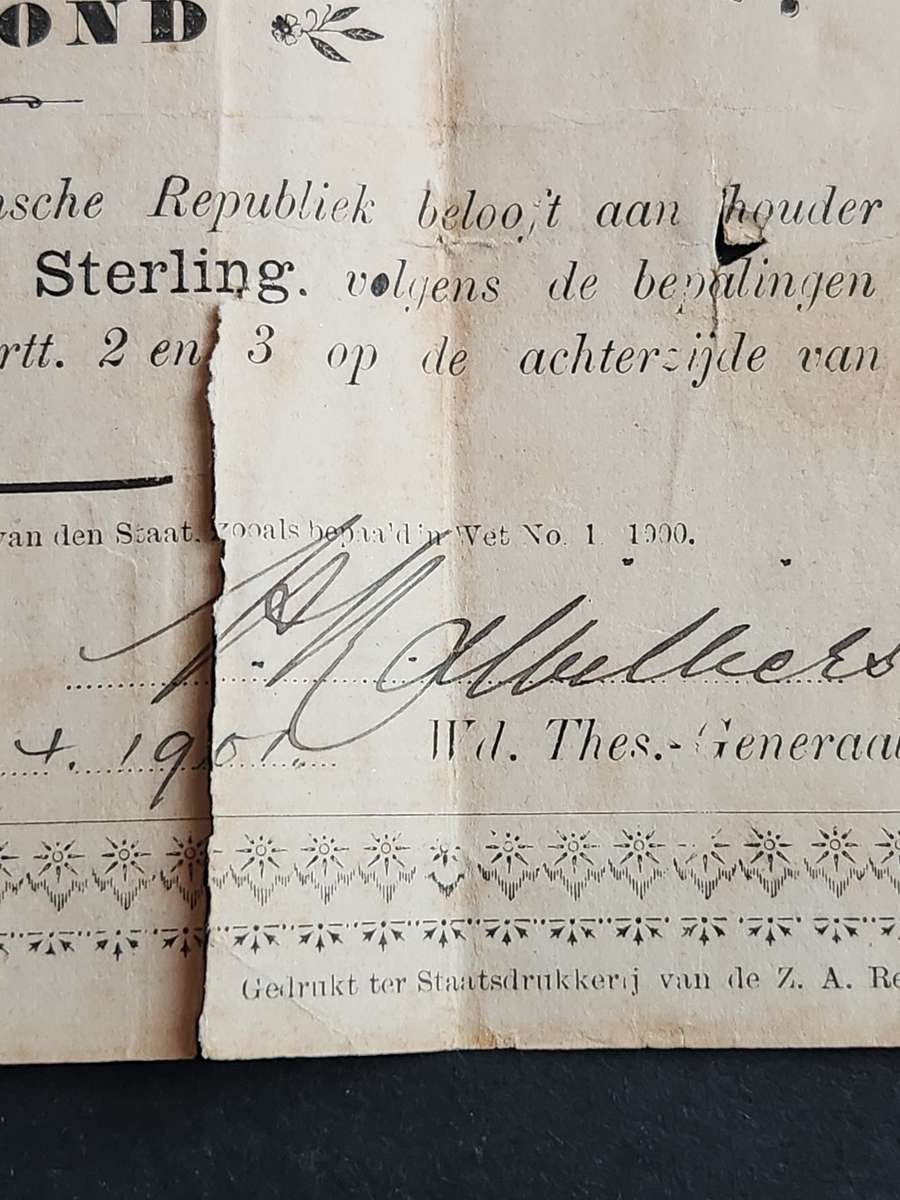 OND
nsche Republiek belooft aan houder
Sterling. volgens de bepalingen
rtt. 2 en 3 op de achterzijde van
van den Staat, zooals bepaald in Wet No. 1 1900.
4. 1901.
Wd. Thes.-Generaal
Gedrukt ter Staatsdrukkerij van de Z. A. Re